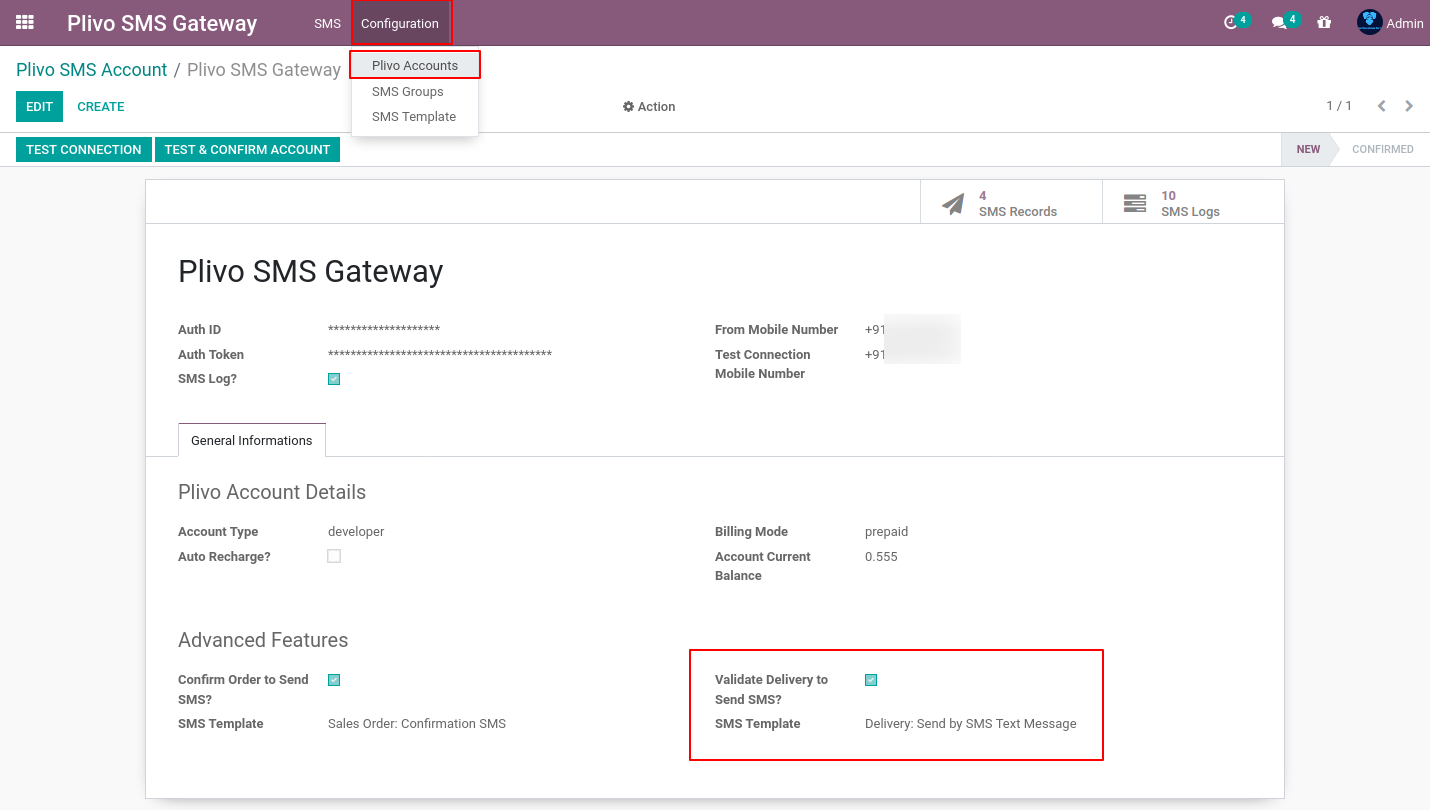 Plivo SMS Gateway SMS Configuration 4 4 Admin
Plivo SMS Account / Plivo SMS Gateway
Plivo Accounts
SMS Groups
SMS Template
EDIT CREATE Action 1 / 1
TEST CONNECTION TEST & CONFIRM ACCOUNT NEW CONFIRMED
4
SMS Records
10
SMS Logs
Plivo SMS Gateway
Auth ID ********************
From Mobile Number +91
Auth Token ****************************************
Test Connection
Mobile Number +91
SMS Log?
General Informations
Plivo Account Details
Account Type developer
Billing Mode prepaid
Auto Recharge?
Account Current
Balance 0.555
Advanced Features
Confirm Order to Send
SMS?
SMS Template Sales Order: Confirmation SMS
Validate Delivery to
Send SMS?
SMS Template Delivery: Send by SMS Text Message